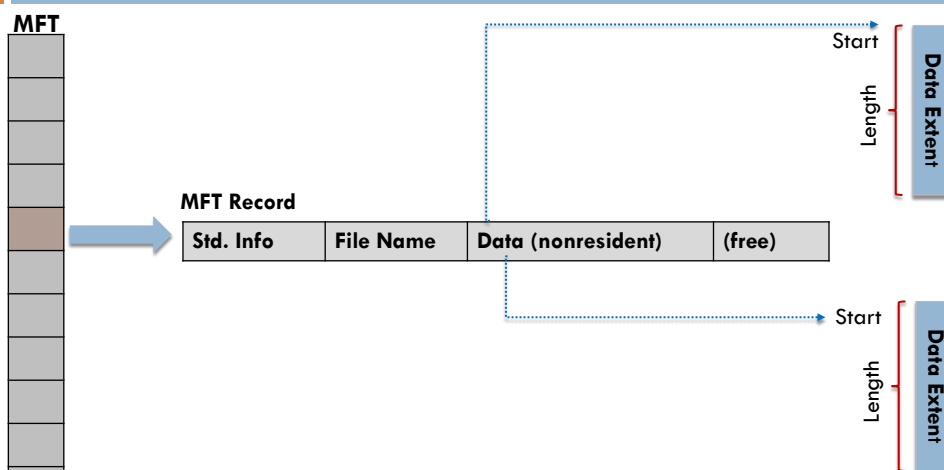 MFT
Start
Length
Data Extent
MFT Record
Std. Info
File Name
Data (nonresident)
(free)
Start
Length
Data Extent